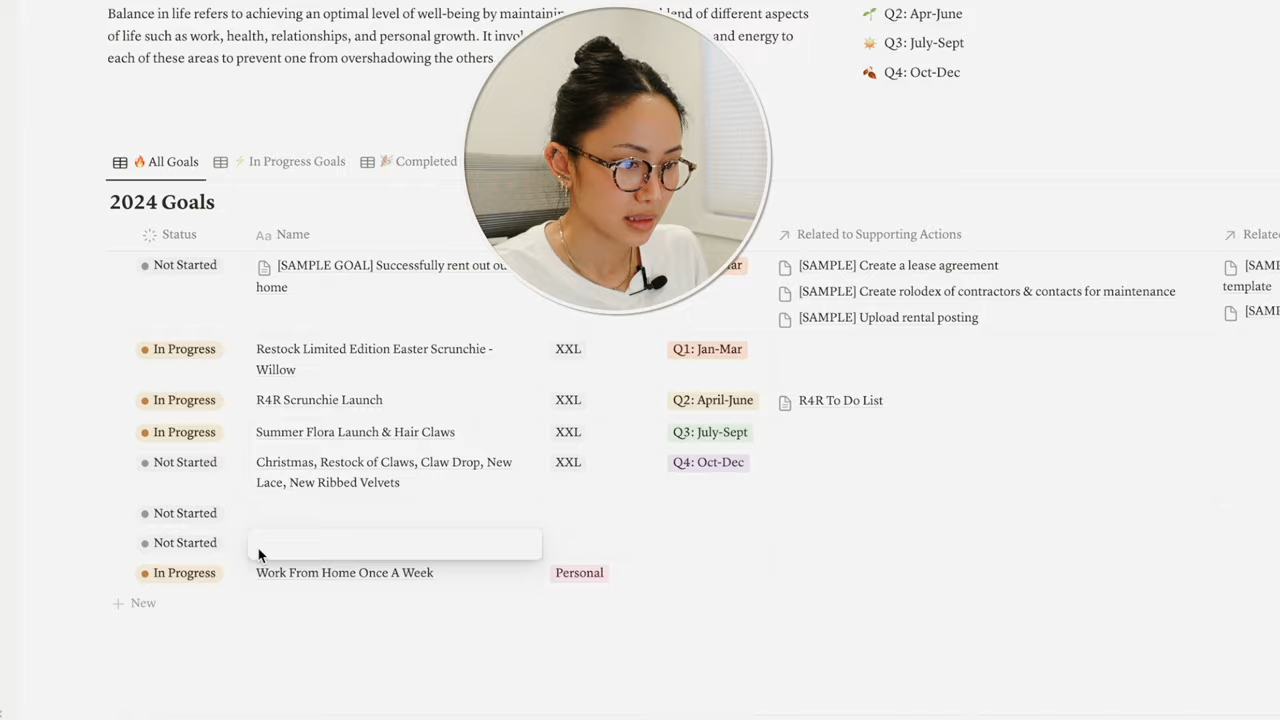 Balance in life refers to achieving an optimal level of well-being by
of life such as work, health, relationships, and personal growth. It and energy to
each of these areas to prevent one from overshadowing the others
of different aspects
Q2: Apr-June
Q3: July-Sept
Q4: Oct-Dec
All Goals In Progress Goals Completed
2024 Goals
Status Aa Name Related to Supporting Actions
Not Started [SAMPLE GOAL] Successfully rent out [SAMPLE] Create a lease agreement
home [SAMPLE] Create rolodex of contractors & contacts for maintenance template
[SAMPLE] Upload rental posting
In Progress Restock Limited Edition Easter Scrunchie - XXL Q1: Jan-Mar
Willow
In Progress R4R Scrunchie Launch XXL Q2: April-June R4R To Do List
In Progress Summer Flora Launch & Hair Claws XXL Q3: July-Sept
Not Started Christmas, Restock of Claws, Claw Drop, New XXL Q4: Oct-Dec
Lace, New Ribbed Velvets
Not Started
Not Started
In Progress Work From Home Once A Week Personal
+ New